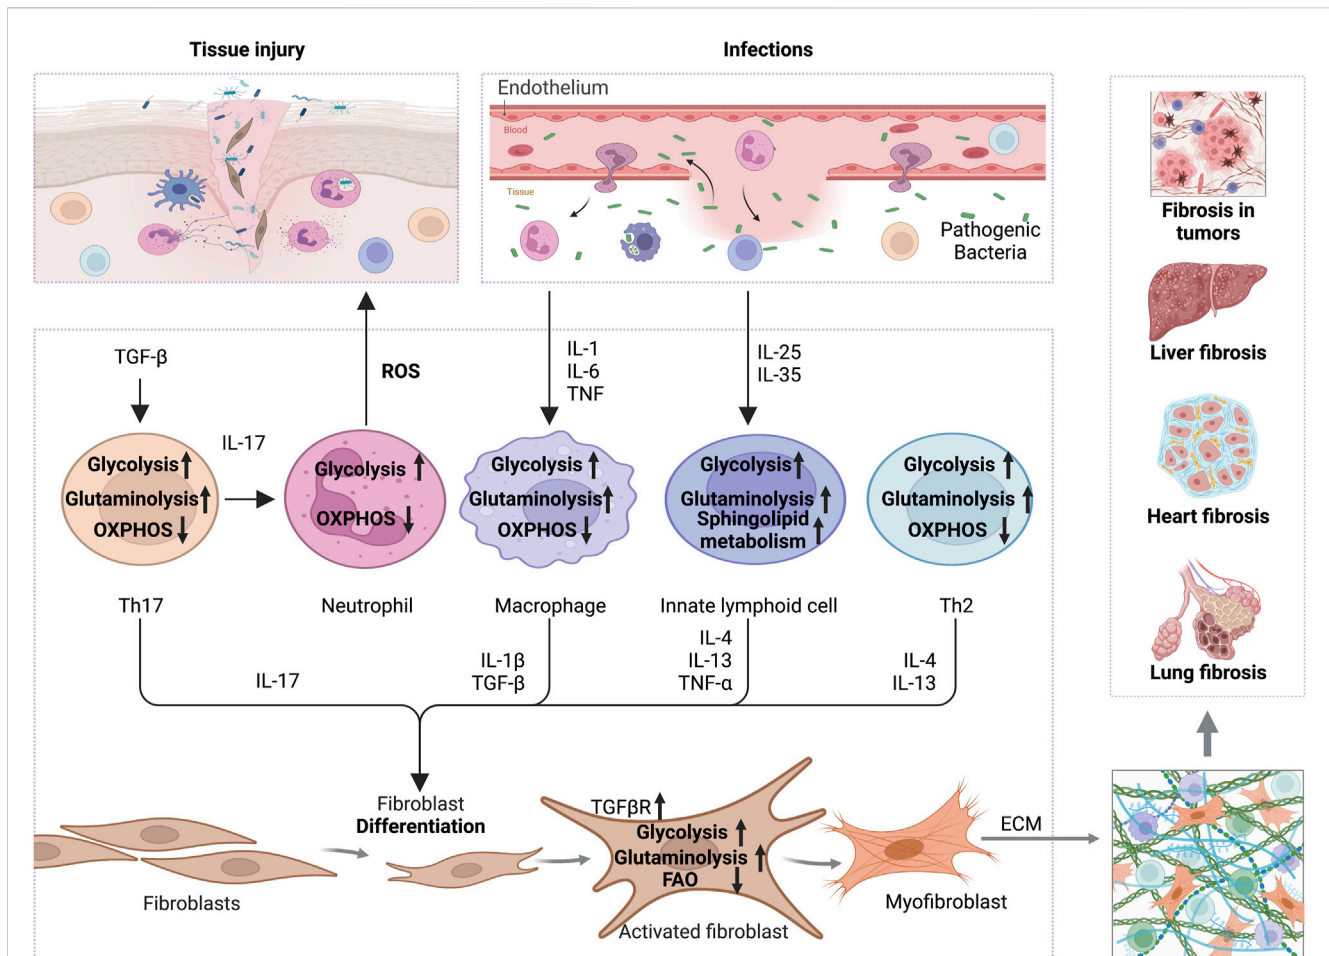 Tissue injury
Infections
Endothelium
Blood
Tissue
Pathogenic
Bacteria
TGF-β
IL-17
ROS
IL-1
IL-6
TNF
IL-25
IL-35
Glycolysis
Glutaminolysis
OXPHOS
Glycolysis
OXPHOS
Glycolysis
Glutaminolysis
OXPHOS
Glycolysis
Glutaminolysis
Sphingolipid
metabolism
Glycolysis
Glutaminolysis
OXPHOS
Th17
Neutrophil
Macrophage
Innate lymphoid cell
Th2
IL-17
IL-1β
TGF-β
IL-4
IL-13
TNF-α
IL-4
IL-13
Fibroblast
Differentiation
Fibroblasts
TGFβR
Glycolysis
Glutaminolysis
FAO
Activated fibroblast
Myofibroblast
ECM
Fibrosis in
tumors
Liver fibrosis
Heart fibrosis
Lung fibrosis